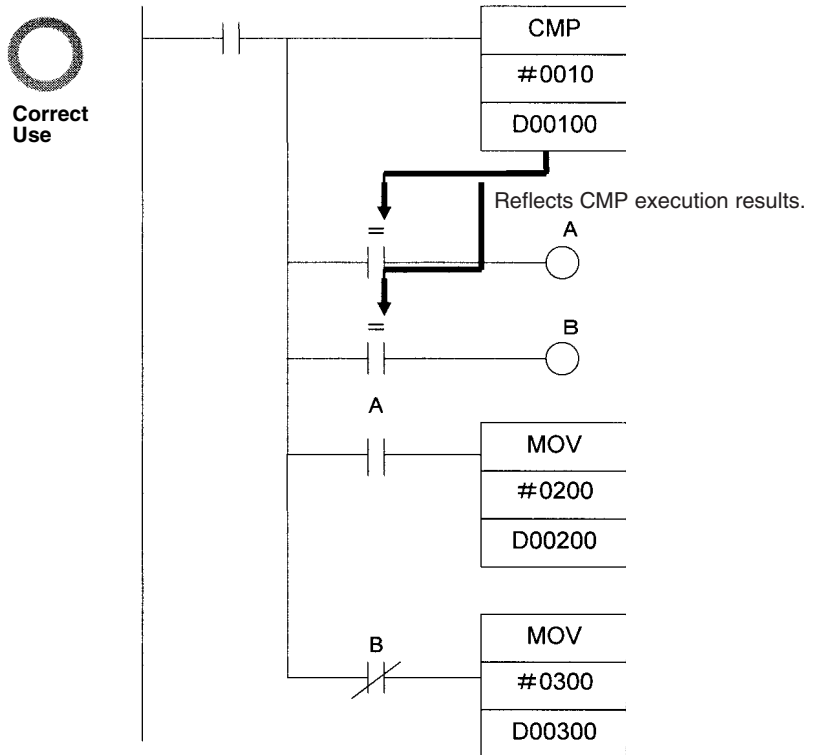 CMP
#0010
D00100
Correct
Use
Reflects CMP execution results.
=
A
=
B
A
MOV
#0200
D00200
B
MOV
#0300
D00300